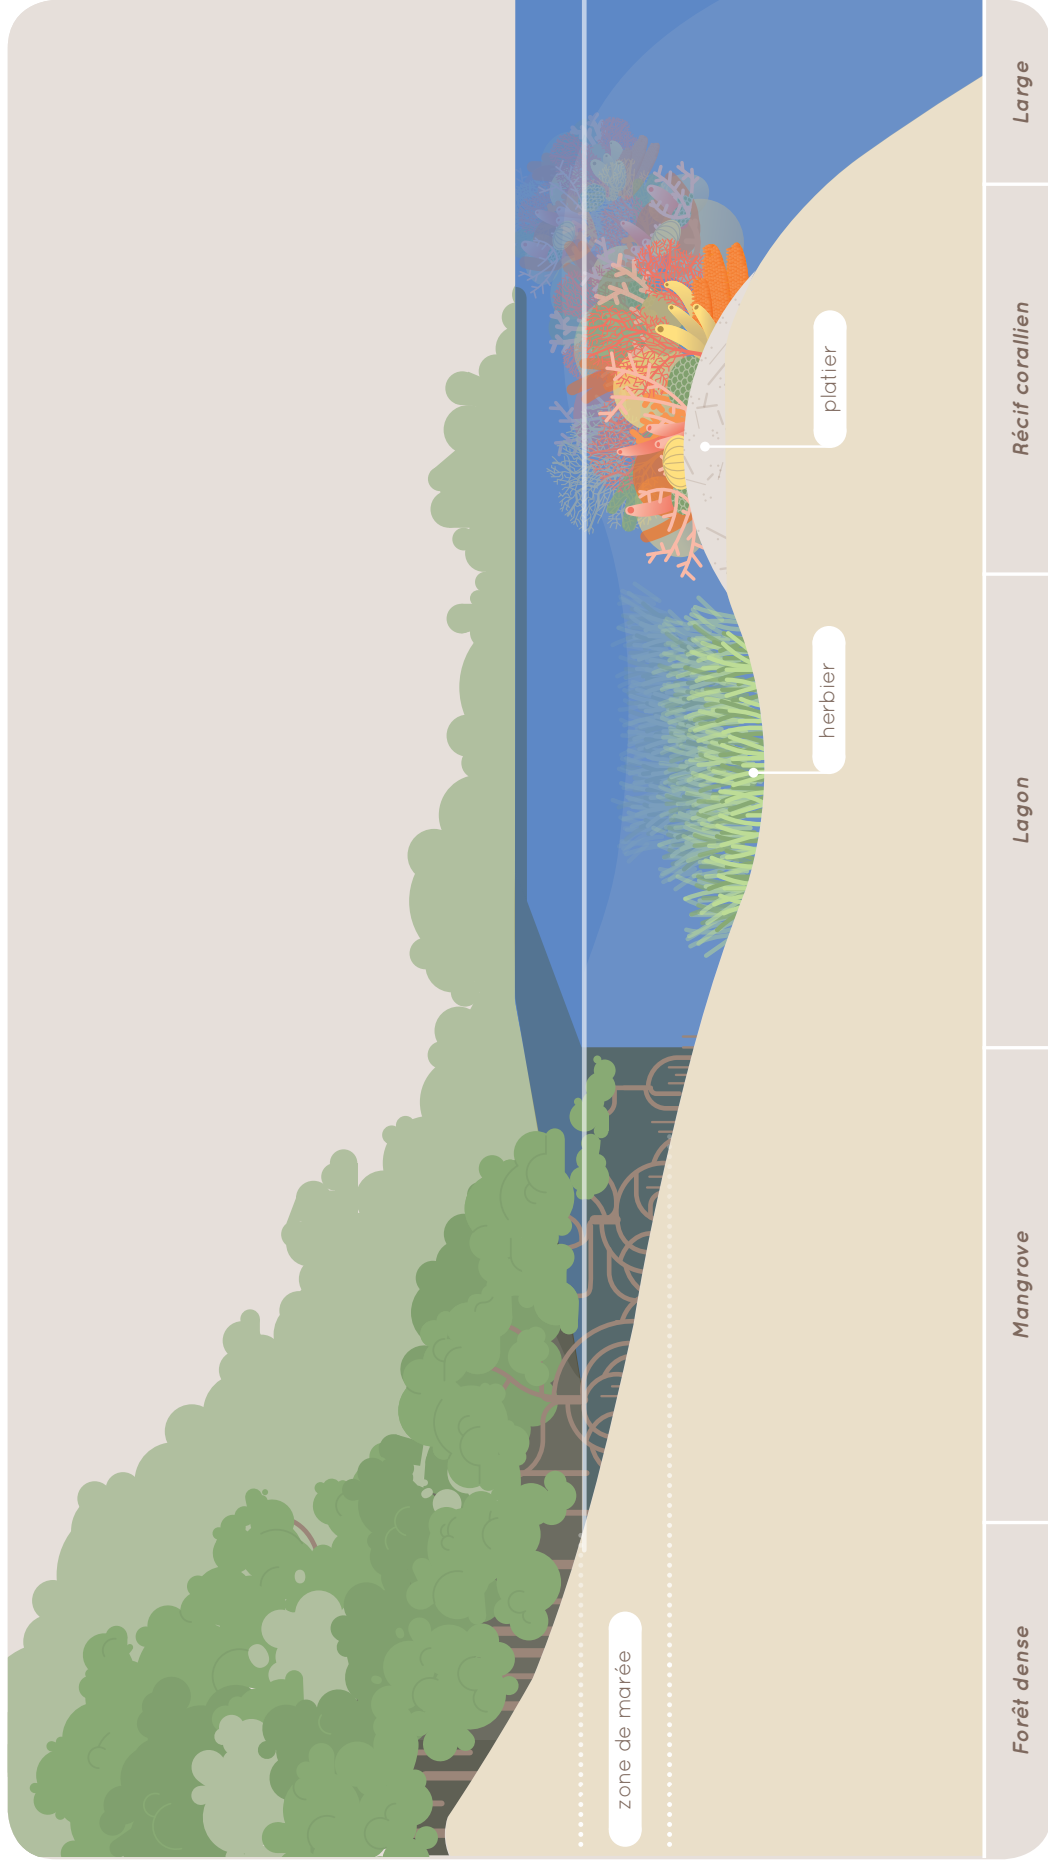 zone de marée
herbier
platier
Forêt dense
Mangrove
Lagon
Récif corallien
Large